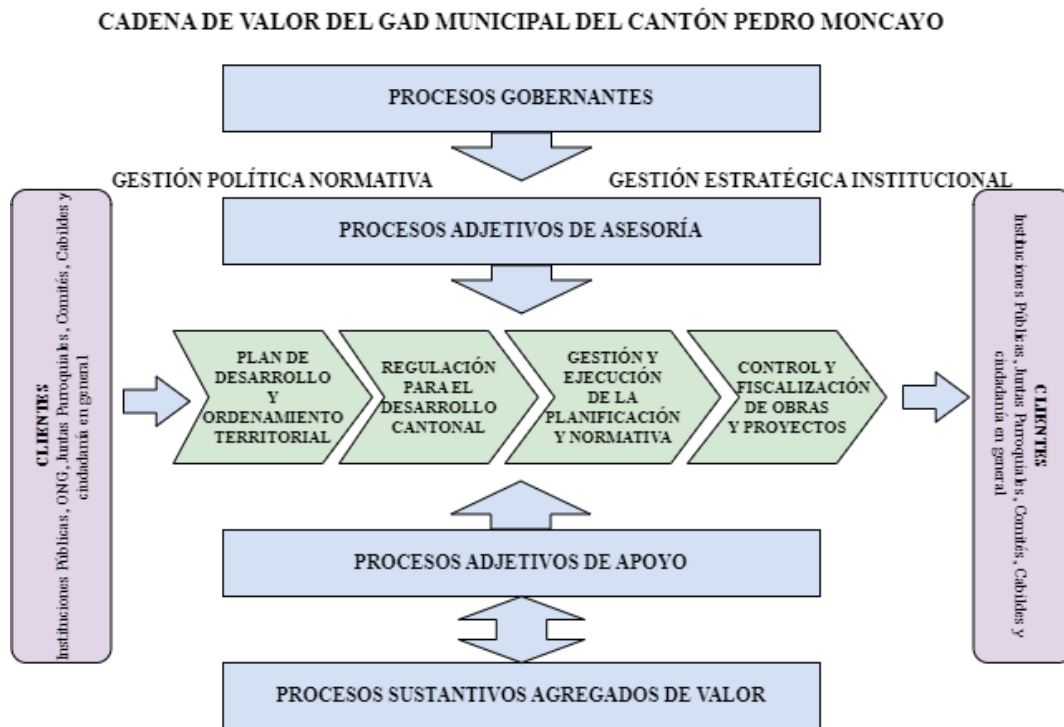 CADENA DE VALOR DEL GAD MUNICIPAL DEL CANTÓN PEDRO MONCAYO
PROCESOS GOBERNANTES
GESTIÓN POLÍTICA NORMATIVA
GESTIÓN ESTRATÉGICA INSTITUCIONAL
PROCESOS ADJETIVOS DE ASESORÍA
CLIENTES
Instituciones Públicas, ONG, Juntas Parroquiales, Comités, Cabildes y
ciudadanía en general
PLAN DE
DESARROLLO
Y
ORDENAMIENTO
TERRITORIAL
REGULACIÓN
PARA EL
DESARROLLO
CANTONAL
GESTIÓN Y
EJECUCIÓN
DE LA
PLANIFICACIÓN
Y NORMATIVA
CONTROL Y
FISCALIZACIÓN
DE OBRAS
Y PROYECTOS
CLIENTES
Instituciones Públicas, Juntas Parroquiales, Comités, Cabildes y
ciudadanía en general
PROCESOS ADJETIVOS DE APOYO
PROCESOS SUSTANTIVOS AGREGADOS DE VALOR